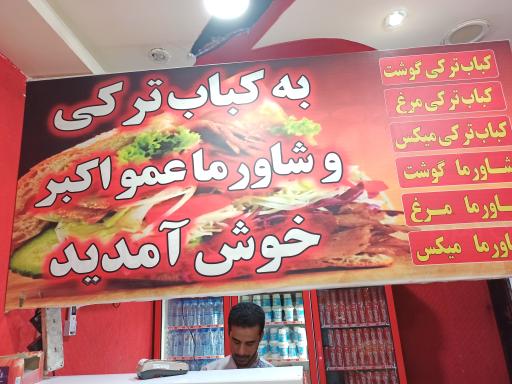 به کباب ترکی
و شاورما عمو اکبر
خوش آمدید
کباب ترکی گوشت
کباب ترکی مرغ
کباب ترکی میکس
شاورما گوشت
شاورما مرغ
شاورما میکس